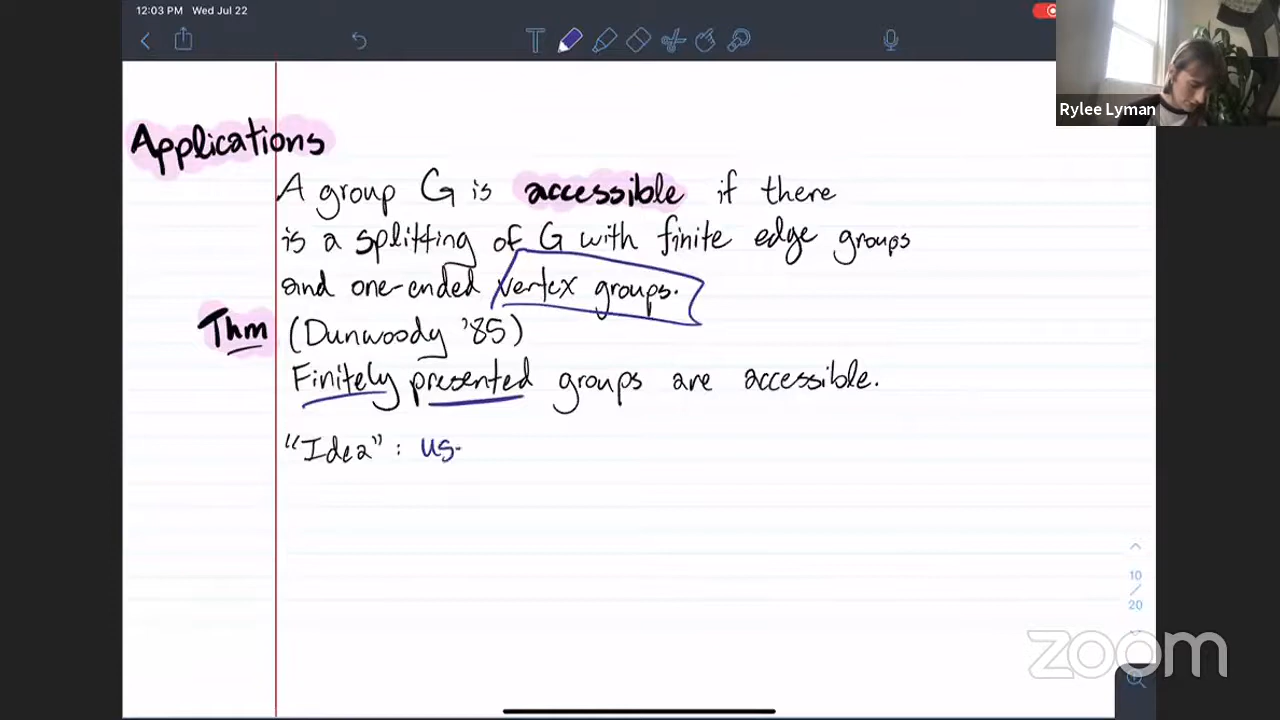 12:03 PM Wed Jul 22
Rylee Lyman
Applications
A group G is accessible if there
is a splitting of G with finite edge groups
and one-ended vertex groups.
Thm (Dunwoody '85)
Finitely presented groups are accessible.
"Idea": us
10
/
20
zoom